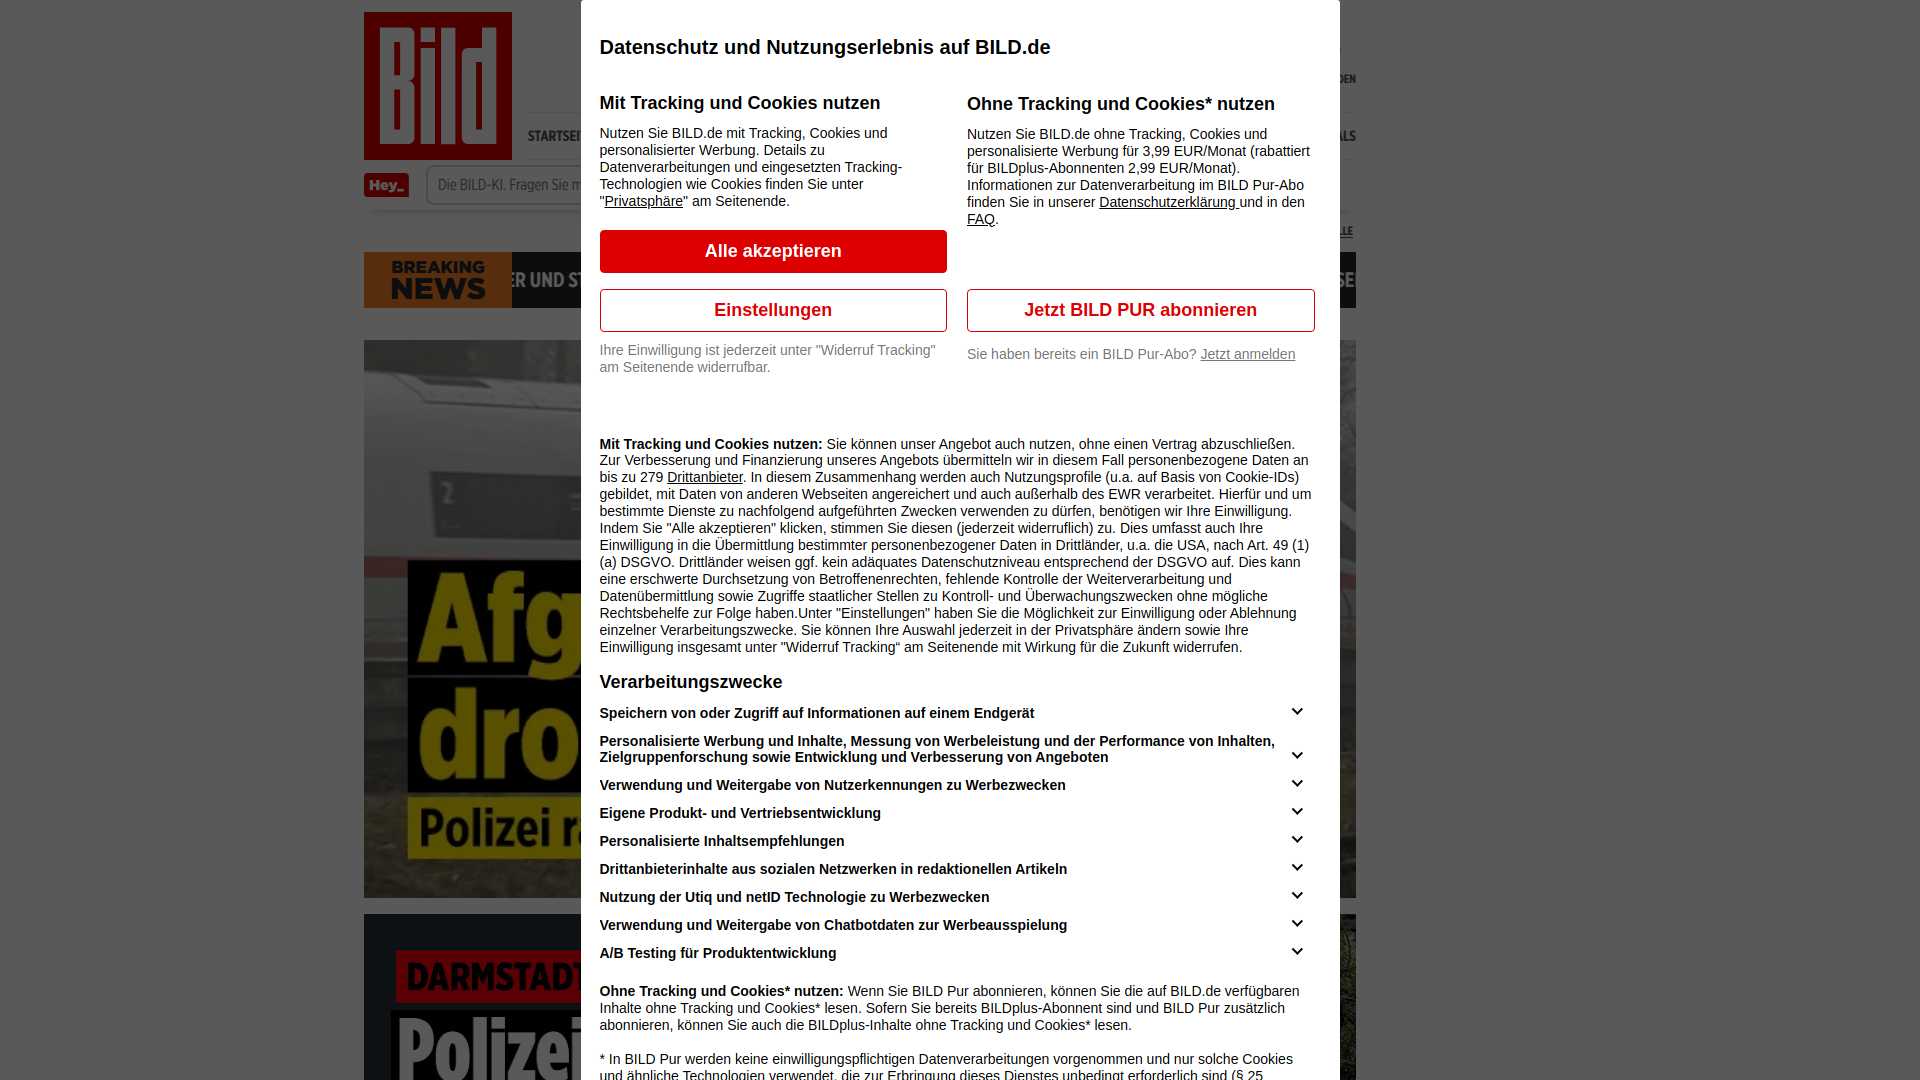 Bild
DEN
STARTSEI
ALS
Hey_
Die BILD-KI. Fragen Sie m
LLE
BREAKING
NEWS
ER UND ST
SE
2
Afg
dro
Polizei ra
DARMSTADT
Polizei
Datenschutz und Nutzungserlebnis auf BILD.de
Mit Tracking und Cookies nutzen
Nutzen Sie BILD.de mit Tracking, Cookies und
personalisierter Werbung. Details zu
Datenverarbeitungen und eingesetzten Tracking-
Technologien wie Cookies finden Sie unter
"Privatsphäre" am Seitenende.
Alle akzeptieren
Einstellungen
Ihre Einwilligung ist jederzeit unter "Widerruf Tracking"
am Seitenende widerrufbar.
Ohne Tracking und Cookies* nutzen
Nutzen Sie BILD.de ohne Tracking, Cookies und
personalisierte Werbung für 3,99 EUR/Monat (rabattiert
für BILDplus-Abonnenten 2,99 EUR/Monat).
Informationen zur Datenverarbeitung im BILD Pur-Abo
finden Sie in unserer Datenschutzerklärung und in den
FAQ.
Jetzt BILD PUR abonnieren
Sie haben bereits ein BILD Pur-Abo? Jetzt anmelden
Mit Tracking und Cookies nutzen: Sie können unser Angebot auch nutzen, ohne einen Vertrag abzuschließen.
Zur Verbesserung und Finanzierung unseres Angebots übermitteln wir in diesem Fall personenbezogene Daten an
bis zu 279 Drittanbieter. In diesem Zusammenhang werden auch Nutzungsprofile (u.a. auf Basis von Cookie-IDs)
gebildet, mit Daten von anderen Webseiten angereichert und auch außerhalb des EWR verarbeitet. Hierfür und um
bestimmte Dienste zu nachfolgend aufgeführten Zwecken verwenden zu dürfen, benötigen wir Ihre Einwilligung.
Indem Sie "Alle akzeptieren" klicken, stimmen Sie diesen (jederzeit widerruflich) zu. Dies umfasst auch Ihre
Einwilligung in die Übermittlung bestimmter personenbezogener Daten in Drittländer, u.a. die USA, nach Art. 49 (1)
(a) DSGVO. Drittländer weisen ggf. kein adäquates Datenschutzniveau entsprechend der DSGVO auf. Dies kann
eine erschwerte Durchsetzung von Betroffenenrechten, fehlende Kontrolle der Weiterverarbeitung und
Datenübermittlung sowie Zugriffe staatlicher Stellen zu Kontroll- und Überwachungszwecken ohne mögliche
Rechtsbehelfe zur Folge haben.Unter "Einstellungen" haben Sie die Möglichkeit zur Einwilligung oder Ablehnung
einzelner Verarbeitungszwecke. Sie können Ihre Auswahl jederzeit in der Privatsphäre ändern sowie Ihre
Einwilligung insgesamt unter "Widerruf Tracking“ am Seitenende mit Wirkung für die Zukunft widerrufen.
Verarbeitungszwecke
Speichern von oder Zugriff auf Informationen auf einem Endgerät
Personalisierte Werbung und Inhalte, Messung von Werbeleistung und der Performance von Inhalten,
Zielgruppenforschung sowie Entwicklung und Verbesserung von Angeboten
Verwendung und Weitergabe von Nutzerkennungen zu Werbezwecken
Eigene Produkt- und Vertriebsentwicklung
Personalisierte Inhaltsempfehlungen
Drittanbieterinhalte aus sozialen Netzwerken in redaktionellen Artikeln
Nutzung der Utiq und netID Technologie zu Werbezwecken
Verwendung und Weitergabe von Chatbotdaten zur Werbeausspielung
A/B Testing für Produktentwicklung
Ohne Tracking und Cookies* nutzen: Wenn Sie BILD Pur abonnieren, können Sie die auf BILD.de verfügbaren
Inhalte ohne Tracking und Cookies* lesen. Sofern Sie bereits BILDplus-Abonnent sind und BILD Pur zusätzlich
abonnieren, können Sie auch die BILDplus-Inhalte ohne Tracking und Cookies* lesen.
* In BILD Pur werden keine einwilligungspflichtigen Datenverarbeitungen vorgenommen und nur solche Cookies
und ähnliche Technologien verwendet, die zur Erbringung dieses Dienstes unbedingt erforderlich sind (§ 25